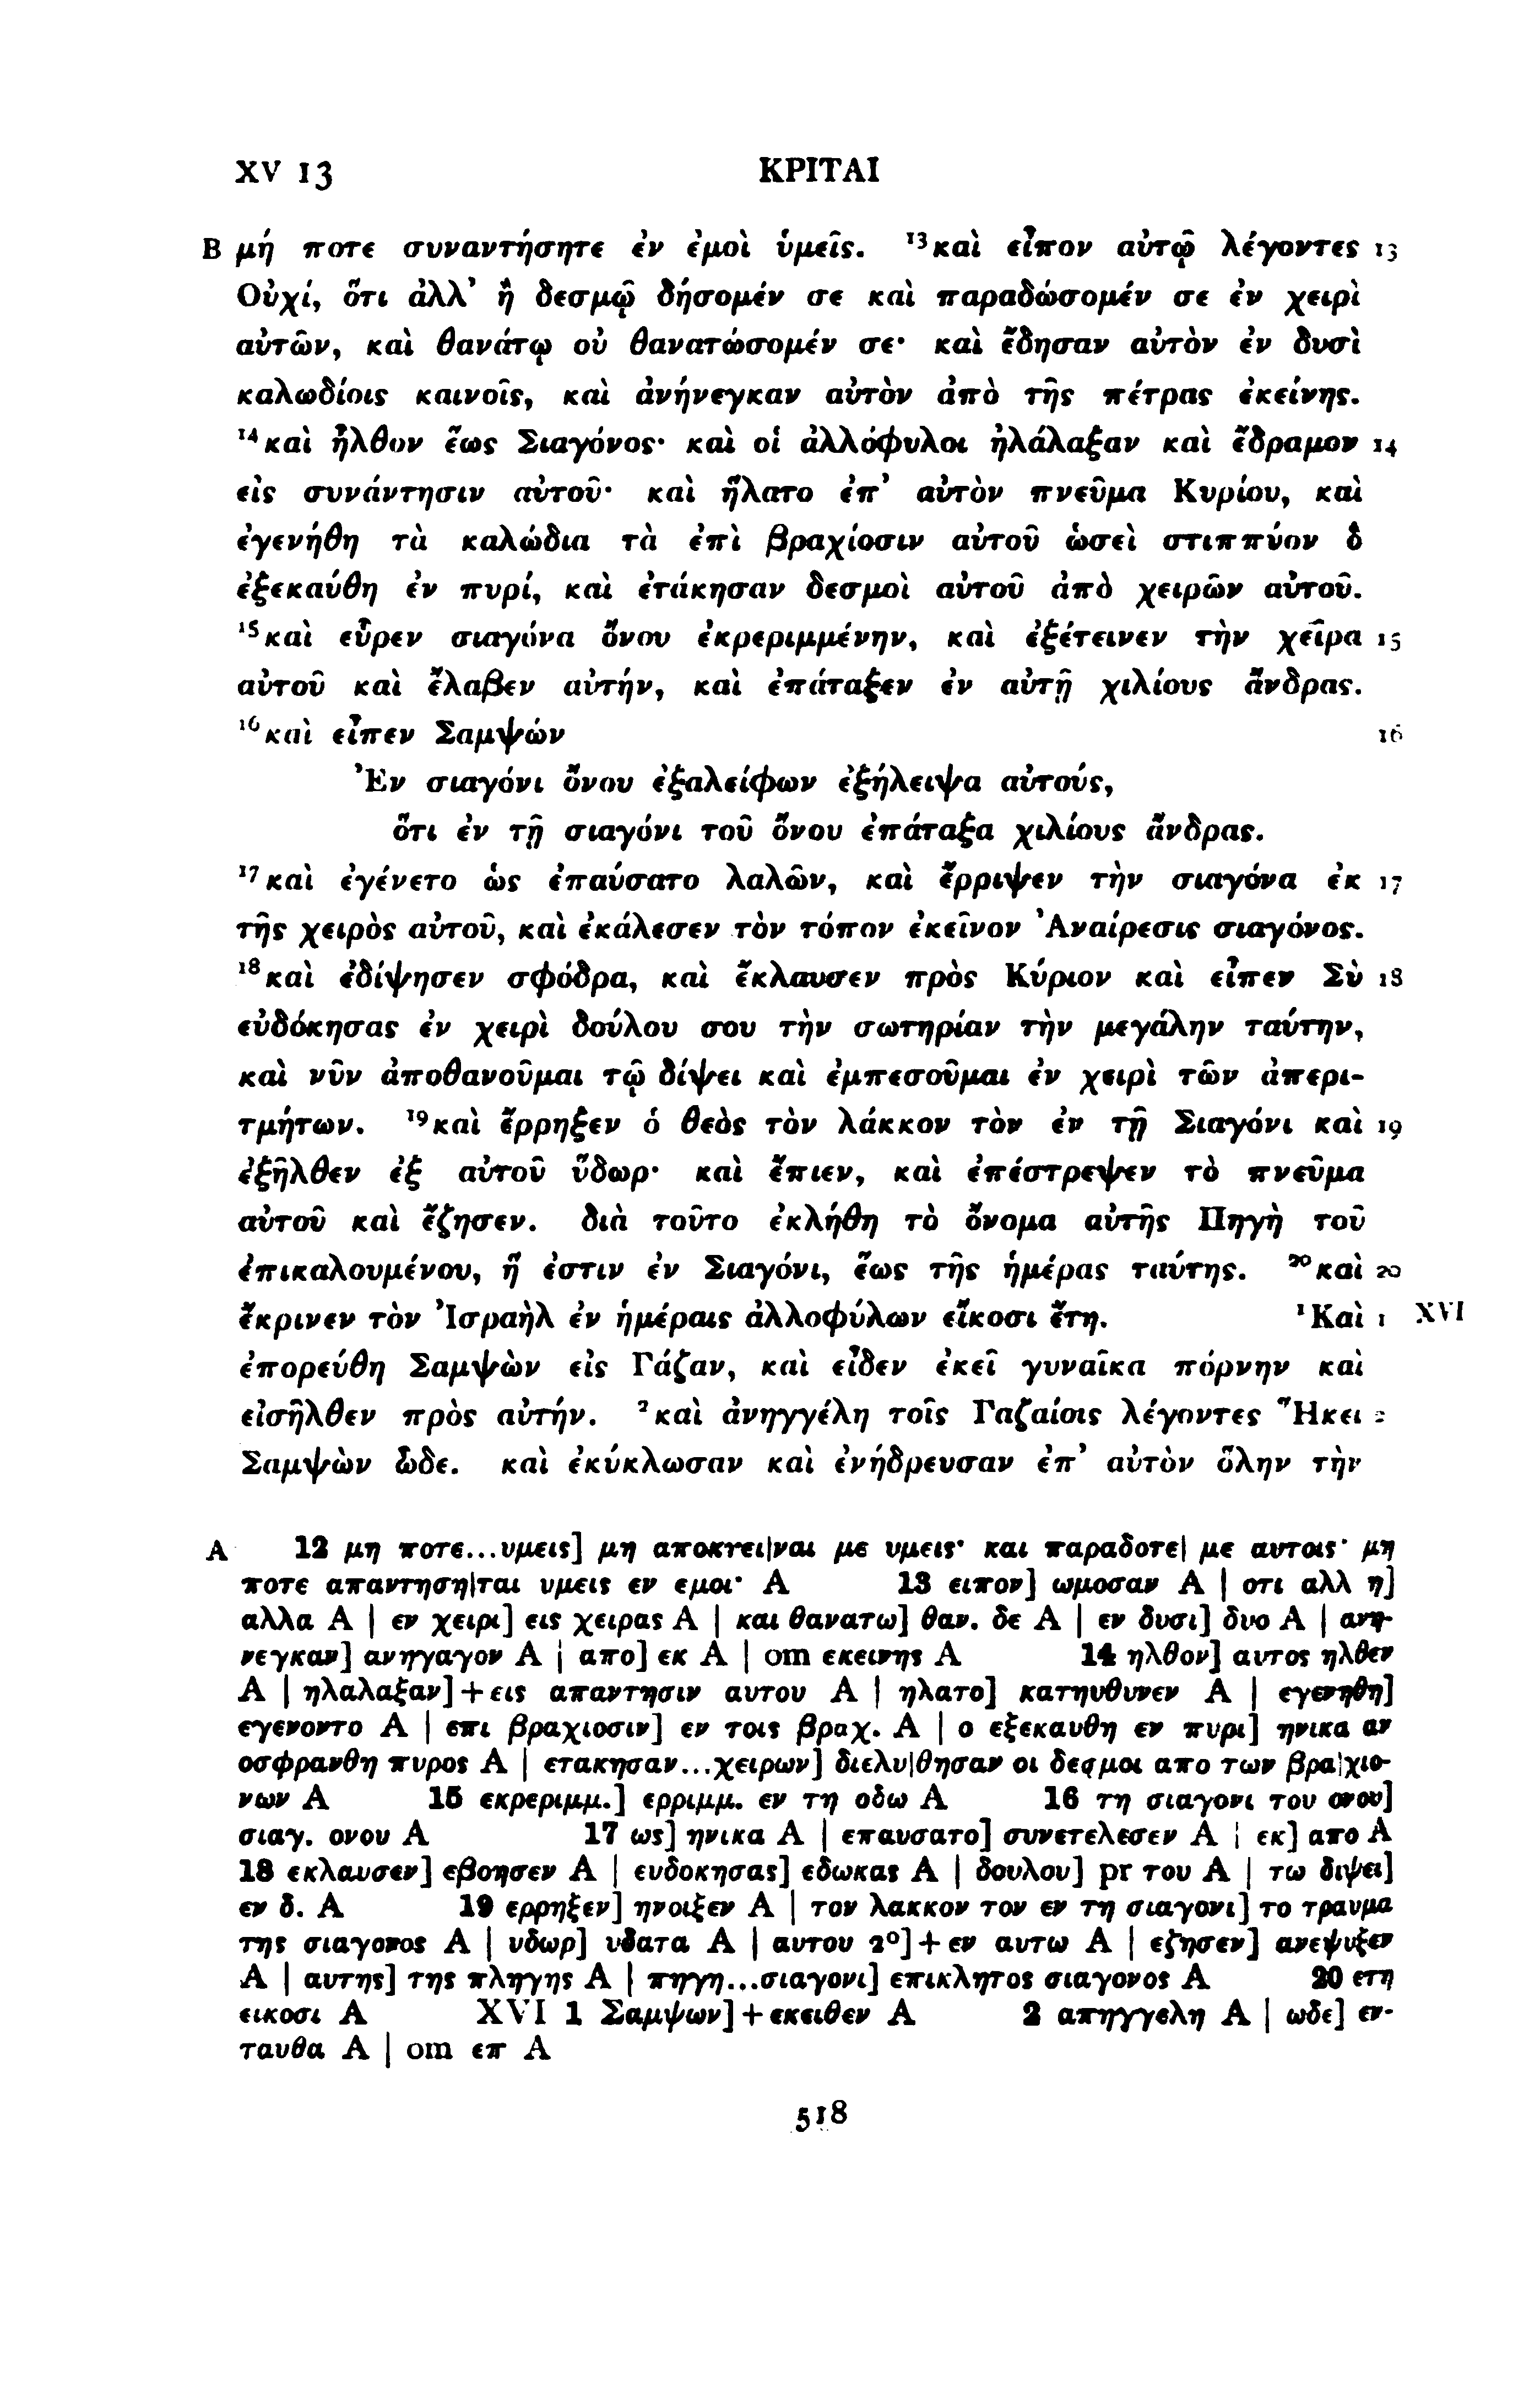 XV 13 ΚΡΙΤΑΙ
B μή ποτε συναντήσητε ἐν ἐμοὶ ὑμεῖς. ¹³καὶ εἶπον αὐτῷ λέγοντες 13
Οὐχί, ὅτι ἀλλ’ ἢ δεσμῷ δήσομέν σε καὶ παραδώσομέν σε ἐν χειρὶ
αὐτῶν, καὶ θανάτῳ οὐ θανατώσομέν σε· καὶ ἔδησαν αὐτὸν ἐν δυσὶ
καλωδίοις καινοῖς, καὶ ἀνήνεγκαν αὐτὸν ἀπὸ τῆς πέτρας ἐκείνης.
¹⁴καὶ ἦλθον ἕως Σιαγόνος· καὶ οἱ ἀλλόφυλοι ἠλάλαξαν καὶ ἔδραμον 14
εἰς συνάντησιν αὐτοῦ· καὶ ἥλατο ἐπ’ αὐτὸν πνεῦμα Κυρίου, καὶ
ἐγενήθη τὰ καλώδια τὰ ἐπὶ βραχίοσιν αὐτοῦ ὡσεὶ στιππύον ὃ
ἐξεκαύθη ἐν πυρί, καὶ ἐτάκησαν δεσμοὶ αὐτοῦ ἀπὸ χειρῶν αὐτοῦ.
¹⁵καὶ εὗρεν σιαγόνα ὄνου ἐκρεριμμένην, καὶ ἐξέτεινεν τὴν χεῖρα 15
αὐτοῦ καὶ ἔλαβεν αὐτήν, καὶ ἐπάταξεν ἐν αὐτῇ χιλίους ἄνδρας.
¹⁶καὶ εἶπεν Σαμψών 16
Ἐν σιαγόνι ὄνου ἐξαλείφων ἐξήλειψα αὐτούς,
ὅτι ἐν τῇ σιαγόνι τοῦ ὄνου ἐπάταξα χιλίους ἄνδρας.
¹⁷καὶ ἐγένετο ὡς ἐπαύσατο λαλῶν, καὶ ἔρριψεν τὴν σιαγόνα ἐκ 17
τῆς χειρὸς αὐτοῦ, καὶ ἐκάλεσεν τὸν τόπον ἐκεῖνον Ἀναίρεσις σιαγόνος.
¹⁸καὶ ἐδίψησεν σφόδρα, καὶ ἔκλαυσεν πρὸς Κύριον καὶ εἶπεν Σὺ 18
εὐδόκησας ἐν χειρὶ δούλου σου τὴν σωτηρίαν τὴν μεγάλην ταύτην,
καὶ νῦν ἀποθανοῦμαι τῷ δίψει καὶ ἐμπεσοῦμαι ἐν χειρὶ τῶν ἀπερι-
τμήτων. ¹⁹καὶ ἔρρηξεν ὁ θεὸς τὸν λάκκον τὸν ἐν τῇ Σιαγόνι καὶ 19
ἐξῆλθεν ἐξ αὐτοῦ ὕδωρ· καὶ ἔπιεν, καὶ ἐπέστρεψεν τὸ πνεῦμα
αὐτοῦ καὶ ἔζησεν. διὰ τοῦτο ἐκλήθη τὸ ὄνομα αὐτῆς Πηγὴ τοῦ
ἐπικαλουμένου, ἥ ἐστιν ἐν Σιαγόνι, ἕως τῆς ἡμέρας ταύτης. ²⁰καὶ 20
ἔκρινεν τὸν Ἰσραὴλ ἐν ἡμέραις ἀλλοφύλων εἴκοσι ἔτη. ¹Καὶ 1 XVI
ἐπορεύθη Σαμψὼν εἰς Γάζαν, καὶ εἶδεν ἐκεῖ γυναῖκα πόρνην καὶ
εἰσῆλθεν πρὸς αὐτήν. ²καὶ ἀνηγγέλη τοῖς Γαζαίοις λέγοντες Ἥκει 2
Σαμψὼν ὧδε. καὶ ἐκύκλωσαν καὶ ἐνήδρευσαν ἐπ’ αὐτὸν ὅλην τὴν
A 12 μη ποτε...υμεις] μη αποκτει|ναι με υμεις· και παραδοτε| με αυτοις· μη
ποτε απαντηση|ται υμεις εν εμοι· A 13 ειπον] ωμοσαν A | οτι αλλ η]
αλλα A | εν χειρι] εις χειρας A | και θανατω] θαν. δε A | εν δυσι] δυο A | ανη-
νεγκαν] ανηγαγον A | απο] εκ A | om εκεινης A 14 ηλθον] αυτος ηλθεν
A | ηλαλαξαν]+εις απαντησιν αυτου A | ηλατο] κατηυθυνεν A | εγενηθη]
εγενοντο A | επι βραχιοσιν] εν τοις βραχ. A | ο εξεκαυθη εν πυρι] ηνικα αν
οσφρανθη πυρος A | ετακησαν...χειρων] διελυ|θησαν οι δεσμοι απο των βρα|χιο-
νων A 15 εκρεριμμ.] ερριμμ. εν τη οδω A 16 τη σιαγονι του ονου]
σιαγ. ονου A 17 ως] ηνικα A | επαυσατο] συνετελεσεν A | εκ] απο A
18 εκλαυσεν] εβοησεν A | ευδοκησας] εδωκας A | δουλου] pr του A | τω διψει]
εν δ. A 19 ερρηξεν] ηνοιξεν A | τον λακκον τον εν τη σιαγονι] το τραυμα
της σιαγονος A | υδωρ] υδατα A | αυτου 2º]+εν αυτω A | εζησεν] ανεψυξεν
A | αυτης] της πληγης A | πηγη...σιαγονι] επικλητος σιαγονος A 20 ετη
εικοσι A XVI 1 Σαμψων]+εκειθεν A 2 απηγγελη A | ωδε] εν-
ταυθα A | om επ A
518